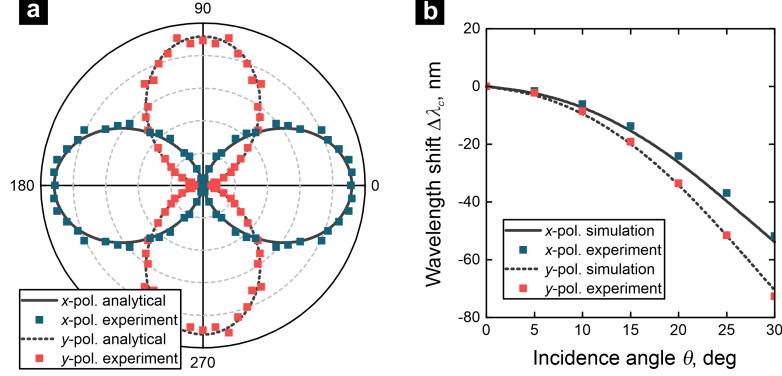 a
90
180
0
270
x-pol. analytical
x-pol. experiment
y-pol. analytical
y-pol. experiment
b
Wavelength shift Δλc, nm
20
0
-20
-40
-60
-80
x-pol. simulation
x-pol. experiment
y-pol. simulation
y-pol. experiment
0 5 10 15 20 25 30
Incidence angle θ, deg